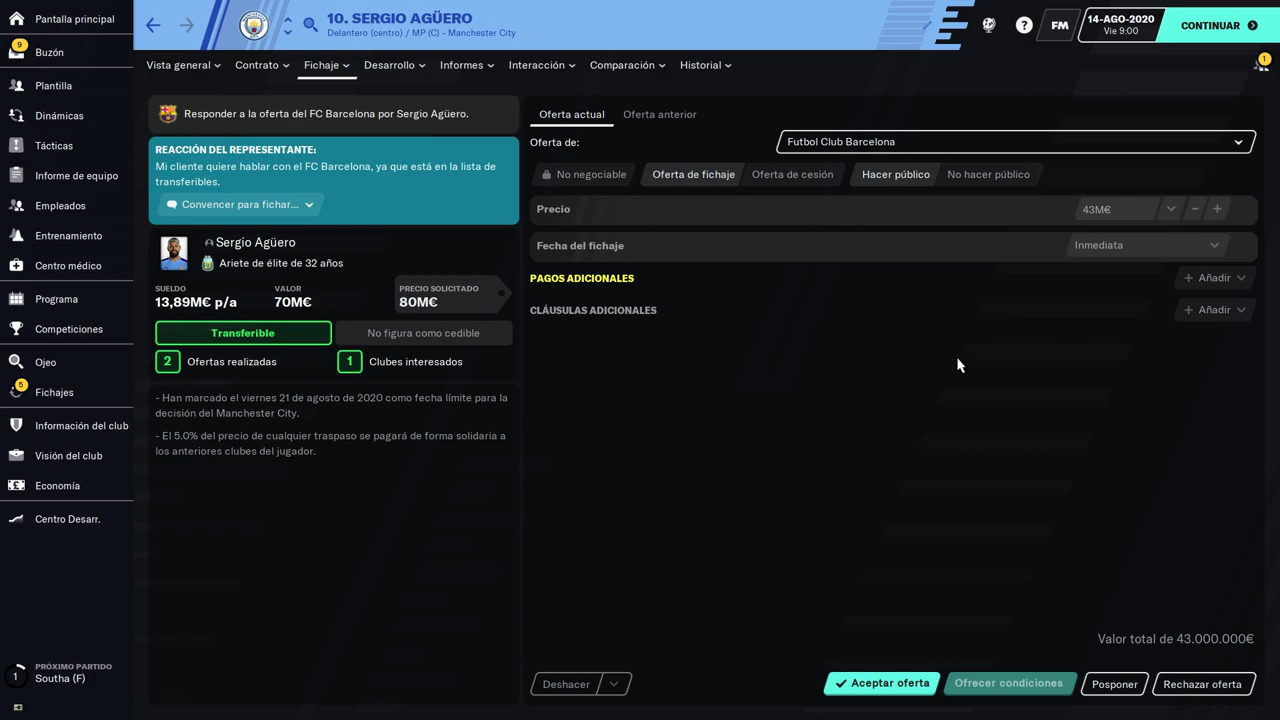 Pantalla principal
10. SERGIO AGÜERO
Delantero (centro) / MP (C) - Manchester City
FM
14-AGO-2020
Vie 9:00
CONTINUAR
9
Buzón
Vista general
Contrato
Fichaje
Desarrollo
Informes
Interacción
Comparación
Historial
1
Plantilla
Dinámicas
Tácticas
Informe de equipo
Empleados
Entrenamiento
Centro médico
Programa
Competiciones
Ojeo
5
Fichajes
Información del club
Visión del club
Economía
Centro Desarr.
1
PRÓXIMO PARTIDO
Southa (F)
Responder a la oferta del FC Barcelona por Sergio Agüero.
REACCIÓN DEL REPRESENTANTE:
Mi cliente quiere hablar con el FC Barcelona, ya que está en la lista de
transferibles.
Convencer para fichar...
Sergio Agüero
Ariete de élite de 32 años
SUELDO
13,89M€ p/a
VALOR
70M€
PRECIO SOLICITADO
80M€
Transferible
No figura como cedible
2 Ofertas realizadas
1 Clubes interesados
- Han marcado el viernes 21 de agosto de 2020 como fecha límite para la
decisión del Manchester City.
- El 5.0% del precio de cualquier traspaso se pagará de forma solidaria a
los anteriores clubes del jugador.
Oferta actual
Oferta anterior
Oferta de:
Futbol Club Barcelona
No negociable
Oferta de fichaje
Oferta de cesión
Hacer público
No hacer público
Precio
43M€
Fecha del fichaje
Inmediata
PAGOS ADICIONALES
Añadir
CLÁUSULAS ADICIONALES
Añadir
Valor total de 43.000.000€
Deshacer
Aceptar oferta
Ofrecer condiciones
Posponer
Rechazar oferta